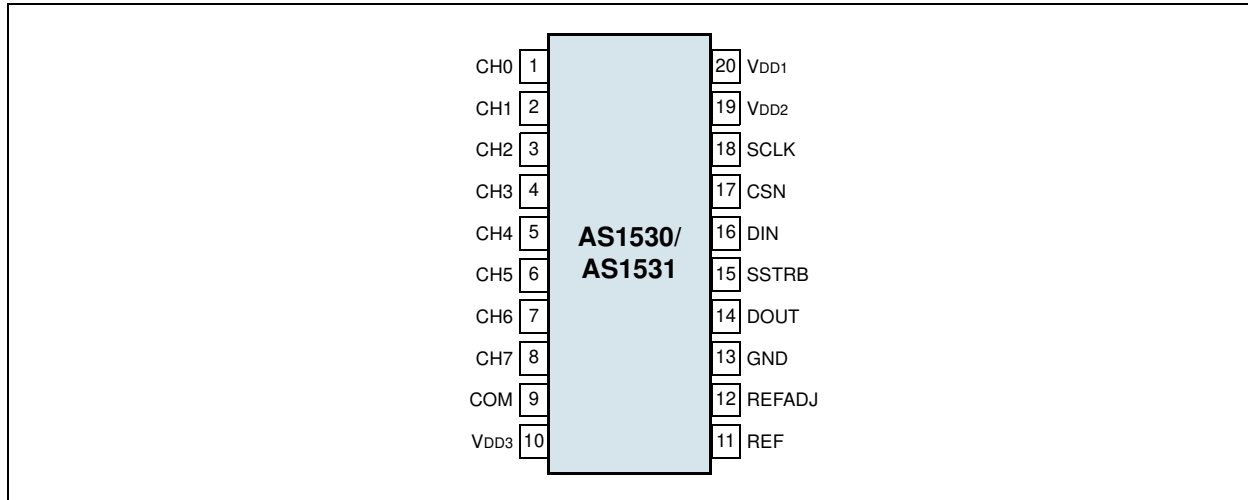 CH0 1
CH1 2
CH2 3
CH3 4
CH4 5
CH5 6
CH6 7
CH7 8
COM 9
VDD3 10
AS1530/
AS1531
20 VDD1
19 VDD2
18 SCLK
17 CSN
16 DIN
15 SSTRB
14 DOUT
13 GND
12 REFADJ
11 REF